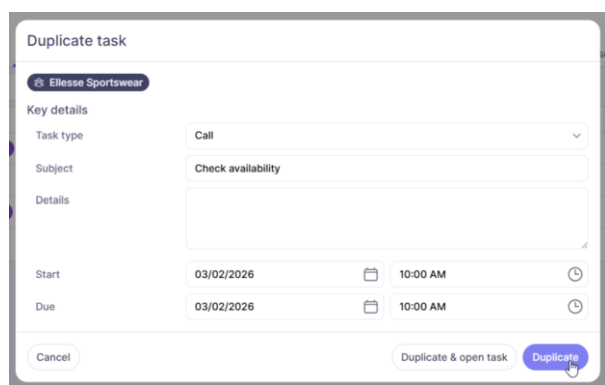 Duplicate task
Ellesse Sportswear
Key details
Task type Call
Subject Check availability
Details
Start 03/02/2026 10:00 AM
Due 03/02/2026 10:00 AM
Cancel Duplicate & open task Duplicate